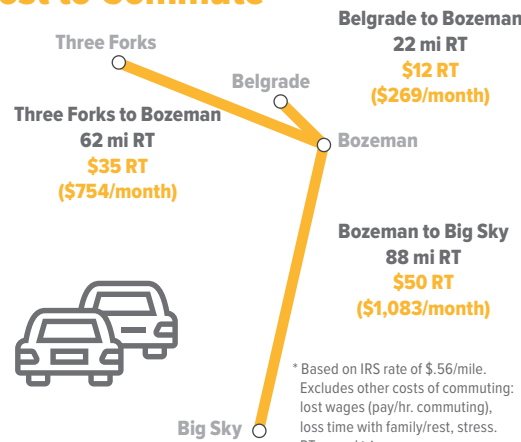 Cost to Commute
Three Forks
Belgrade
Bozeman
Big Sky
Belgrade to Bozeman
22 mi RT
$12 RT
($269/month)
Three Forks to Bozeman
62 mi RT
$35 RT
($754/month)
Bozeman to Big Sky
88 mi RT
$50 RT
($1,083/month)
* Based on IRS rate of $.56/mile.
Excludes other costs of commuting:
lost wages (pay/hr. commuting),
loss time with family/rest, stress.